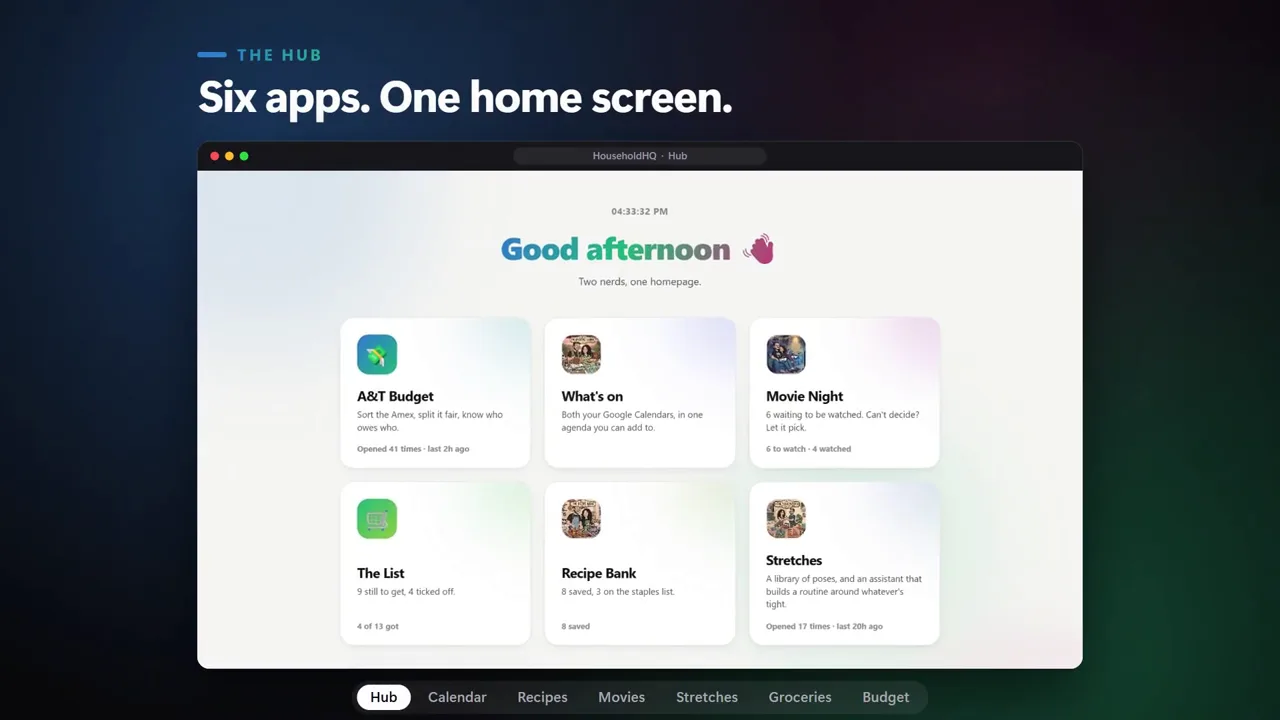 THE HUB
Six apps. One home screen.
HouseholdHQ · Hub
04:33:32 PM
Good afternoon
Two nerds, one homepage.
A&T Budget
Sort the Amex, split it fair, know who
owes who.
Opened 41 times · last 2h ago
What's on
Both your Google Calendars, in one
agenda you can add to.
Movie Night
6 waiting to be watched. Can't decide?
Let it pick.
6 to watch · 4 watched
The List
9 still to get, 4 ticked off.
4 of 13 got
Recipe Bank
8 saved, 3 on the staples list.
8 saved
Stretches
A library of poses, and an assistant that
builds a routine around whatever's
tight.
Opened 17 times · last 20h ago
Hub Calendar Recipes Movies Stretches Groceries Budget